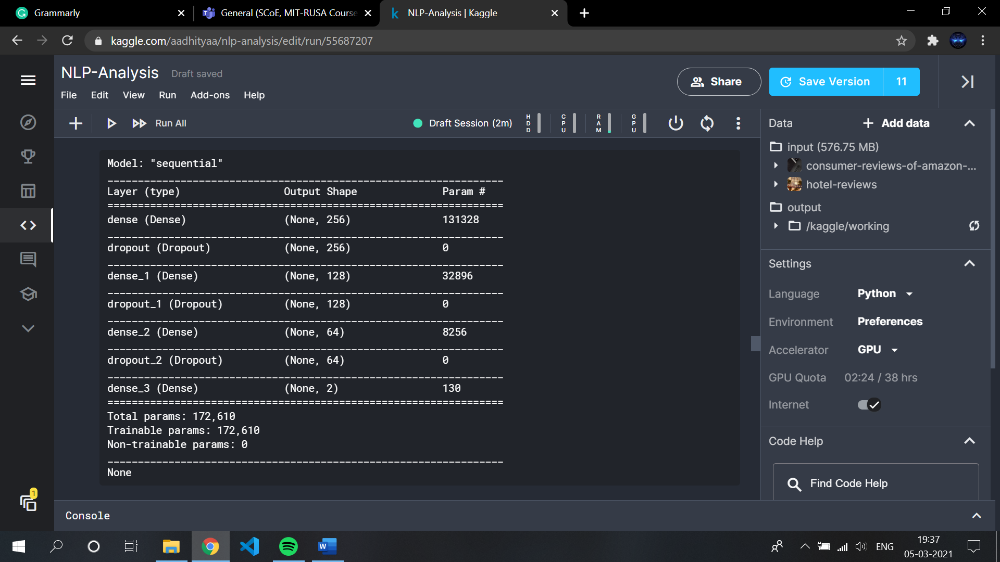 Grammarly
General (SCoE, MIT-RUSA Course
NLP-Analysis | Kaggle
kaggle.com/aadhityaa/nlp-analysis/edit/run/55687207
NLP-Analysis Draft saved
File Edit View Run Add-ons Help
Share
Save Version 11
Run All
Draft Session (2m)
HDD
CPU
RAM
GPU
Model: "sequential"
_________________________________________________________________
Layer (type) Output Shape Param #
=================================================================
dense (Dense) (None, 256) 131328
_________________________________________________________________
dropout (Dropout) (None, 256) 0
_________________________________________________________________
dense_1 (Dense) (None, 128) 32896
_________________________________________________________________
dropout_1 (Dropout) (None, 128) 0
_________________________________________________________________
dense_2 (Dense) (None, 64) 8256
_________________________________________________________________
dropout_2 (Dropout) (None, 64) 0
_________________________________________________________________
dense_3 (Dense) (None, 2) 130
=================================================================
Total params: 172,610
Trainable params: 172,610
Non-trainable params: 0
_________________________________________________________________
None
Data + Add data
input (576.75 MB)
consumer-reviews-of-amazon-...
hotel-reviews
output
/kaggle/working
Settings
Language Python
Environment Preferences
Accelerator GPU
GPU Quota 02:24 / 38 hrs
Internet
Code Help
Find Code Help
1
Console
ENG
19:37
05-03-2021